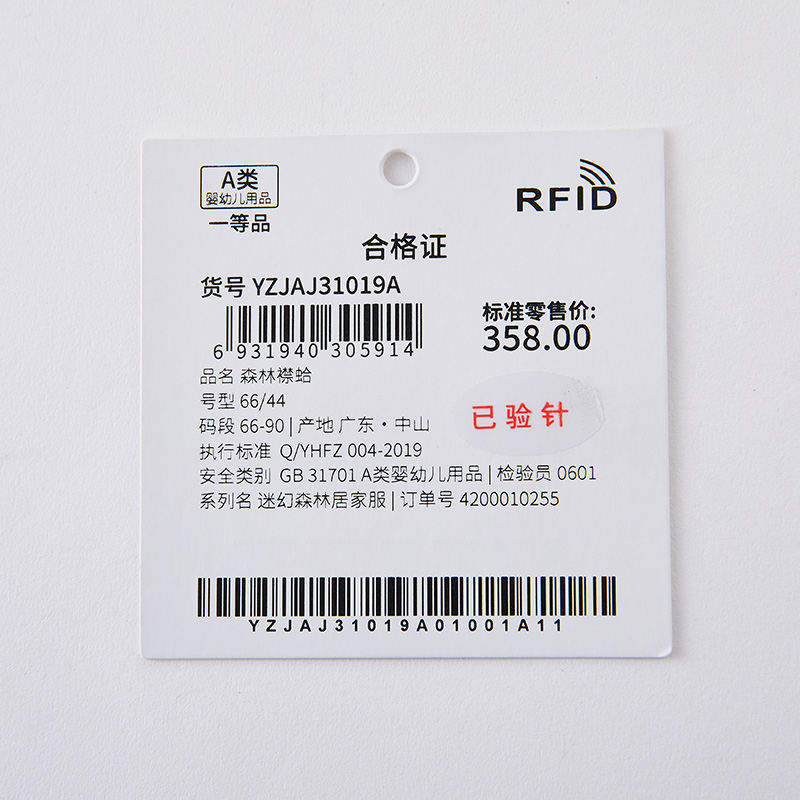 A类
婴幼儿用品
一等品
RFID
合格证
货号 YZJAJ31019A
6 931940 305914
标准零售价:
358.00
品名 森林襟蛤
号型 66/44
码段 66-90 | 产地 广东·中山
已验针
执行标准 Q/YHFZ 004-2019
安全类别 GB 31701 A类婴幼儿用品 | 检验员 0601
系列名 迷幻森林居家服 | 订单号 4200010255
YZJAJ31019A01001A11